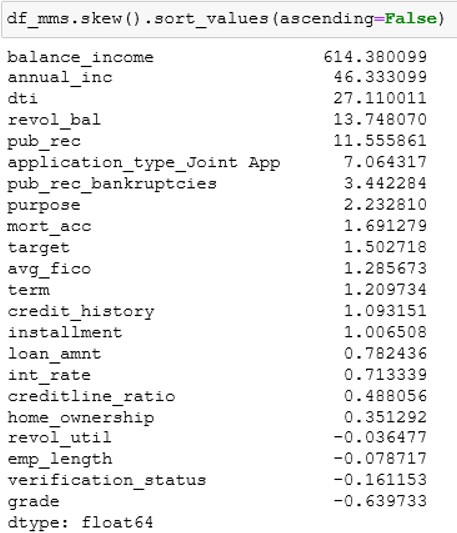 df_mms.skew().sort_values(ascending=False)
balance_income 614.380099
annual_inc 46.333099
dti 27.110011
revol_bal 13.748070
pub_rec 11.555861
application_type_Joint App 7.064317
pub_rec_bankruptcies 3.442284
purpose 2.232810
mort_acc 1.691279
target 1.502718
avg_fico 1.285673
term 1.209734
credit_history 1.093151
installment 1.006508
loan_amnt 0.782436
int_rate 0.713339
creditline_ratio 0.488056
home_ownership 0.351292
revol_util -0.036477
emp_length -0.078717
verification_status -0.161153
grade -0.639733
dtype: float64